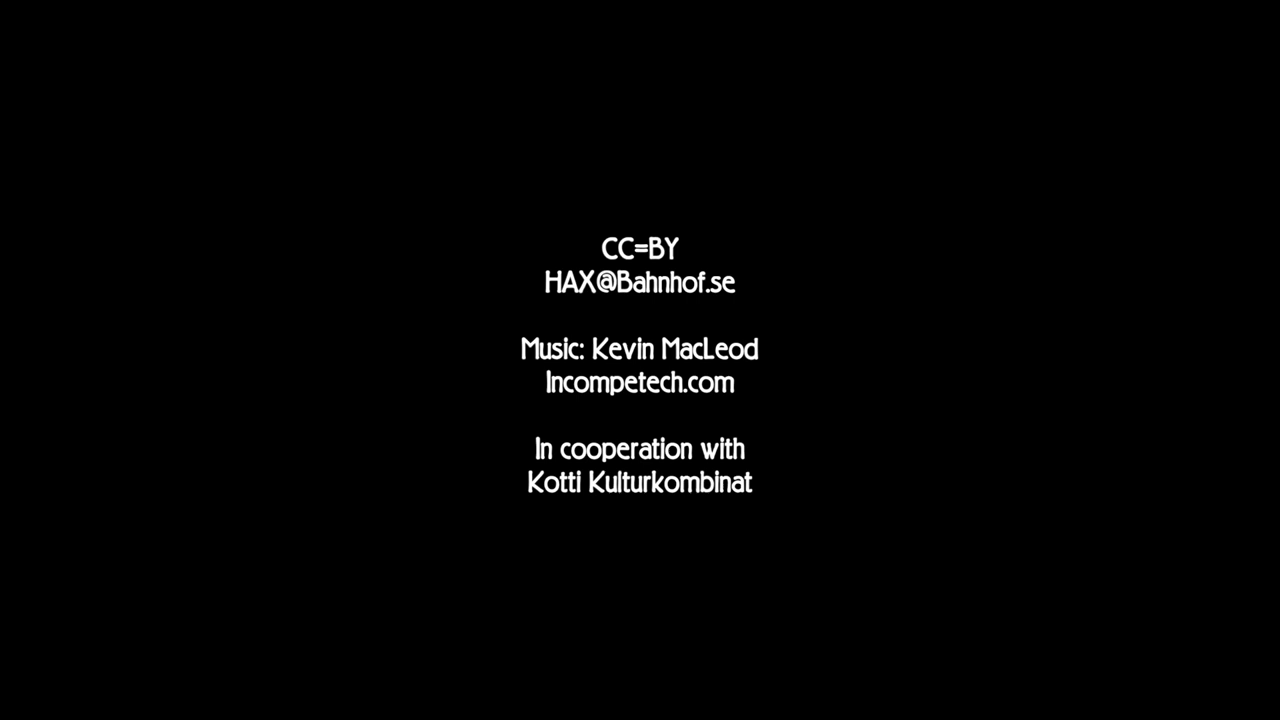 CC=BY
HAX@Bahnhof.se
Music: Kevin MacLeod
Incompetech.com
In cooperation with
Kotti Kulturkombinat